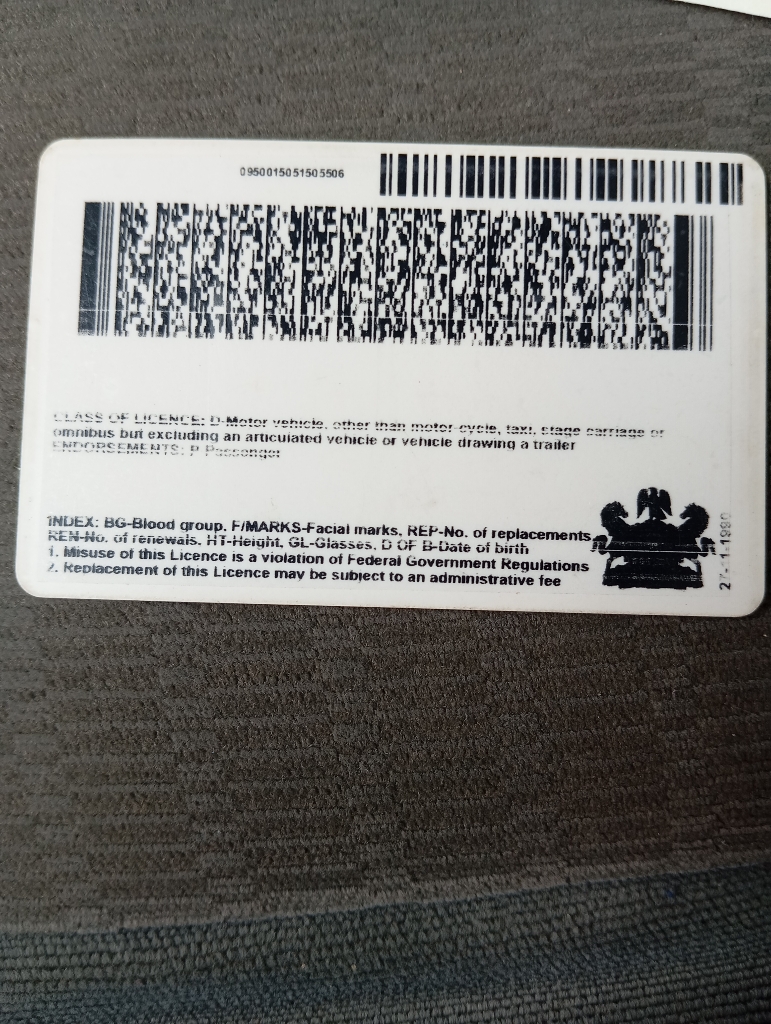 0950015051505506
CLASS OF LICENCE: D-Motor vehicle, other than motor-cycle, taxi, stage carriage or
omnibus but excluding an articulated vehicle or vehicle drawing a trailer
ENDORSEMENTS: P Passenger
INDEX: BG-Blood group, F/MARKS-Facial marks, REP-No. of replacements,
REN-No. of renewals, HT-Height, GL-Glasses, D OF B-Date of birth
1. Misuse of this Licence is a violation of Federal Government Regulations
2. Replacement of this Licence may be subject to an administrative fee
27-11-1990